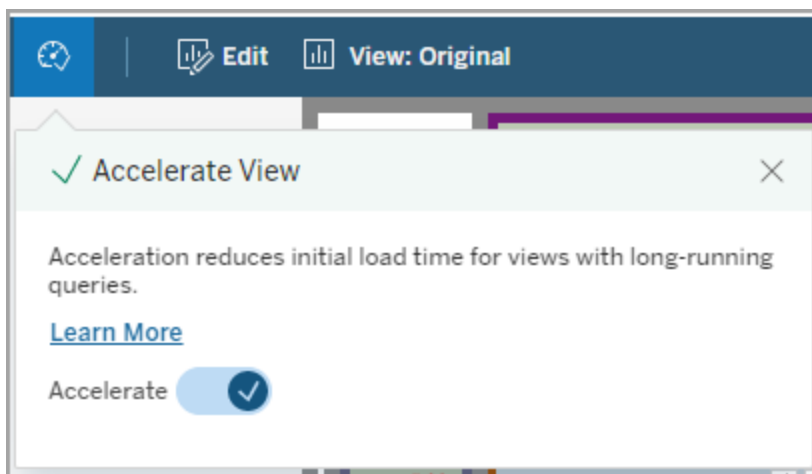 Edit View: Original
Accelerate View
Acceleration reduces initial load time for views with long-running
queries.
Learn More
Accelerate